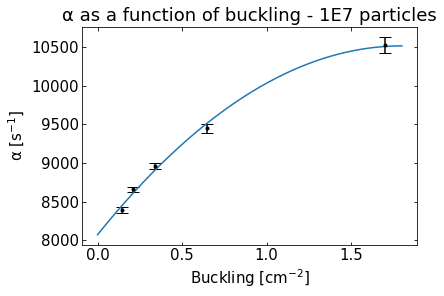 α as a function of buckling - 1E7 particles
10500
10000
9500
9000
8500
8000
α [s⁻¹]
0.0 0.5 1.0 1.5
Buckling [cm⁻²]